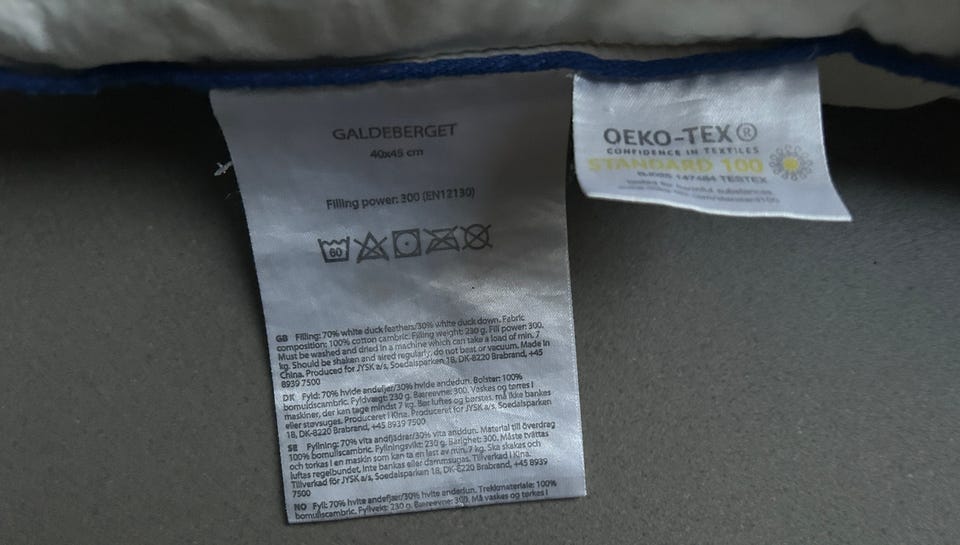 GALDEBERGET
40x45 cm
Filling power: 300 (EN12130)
60
GB Filling: 70% white duck feathers/30% white duck down. Fabric
composition: 100% cotton cambric. Filling weight: 230 g. Fill power: 300.
Must be washed and dried in a machine which can take a load of min. 7
kg. Should be shaken and aired regularly, do not beat or vacuum. Made in
China. Produced for JYSK a/s, Soedalsparken 18, DK-8220 Brabrand, +45
8939 7500
DK Fyld: 70% hvide andefjer/30% hvide andedun. Bolster: 100%
bomuldscambric. Fyldvægt: 230 g. Bæreevne: 300. Vaskes og tørres i
maskiner, der kan tage mindst 7 kg. Bør luftes og børstes, må ikke bankes
eller støvsuges. Produceret i Kina. Produceret for JYSK a/s, Soedalsparken
18, DK-8220 Brabrand, +45 8939 7500
SE Fyllning: 70% vita andfjädrar/30% vita anddun. Material till överdrag
100% bomullscambric. Fyllningsvikt: 230 g. Bärighet: 300. Måste tvättas
och torkas i en maskin som kan ta en last av min. 7 kg. Ska skakas och
luftas regelbundet. Inte bankas eller dammsugas. Tillverkad i Kina.
Tillverkad för JYSK a/s, Soedalsparken 18, DK-8220 Brabrand, +45 8939
7500
NO Fyll: 70% hvite andefjær/30% hvite andedun. Trekkmateriale: 100%
bomullscambric. Fyllvekt: 230 g. Bæreevne: 300. Må vaskes og tørkes i
OEKO-TEX®
CONFIDENCE IN TEXTILES
STANDARD 100
147484 TESTEX
Tested for harmful substances
.com/standard100